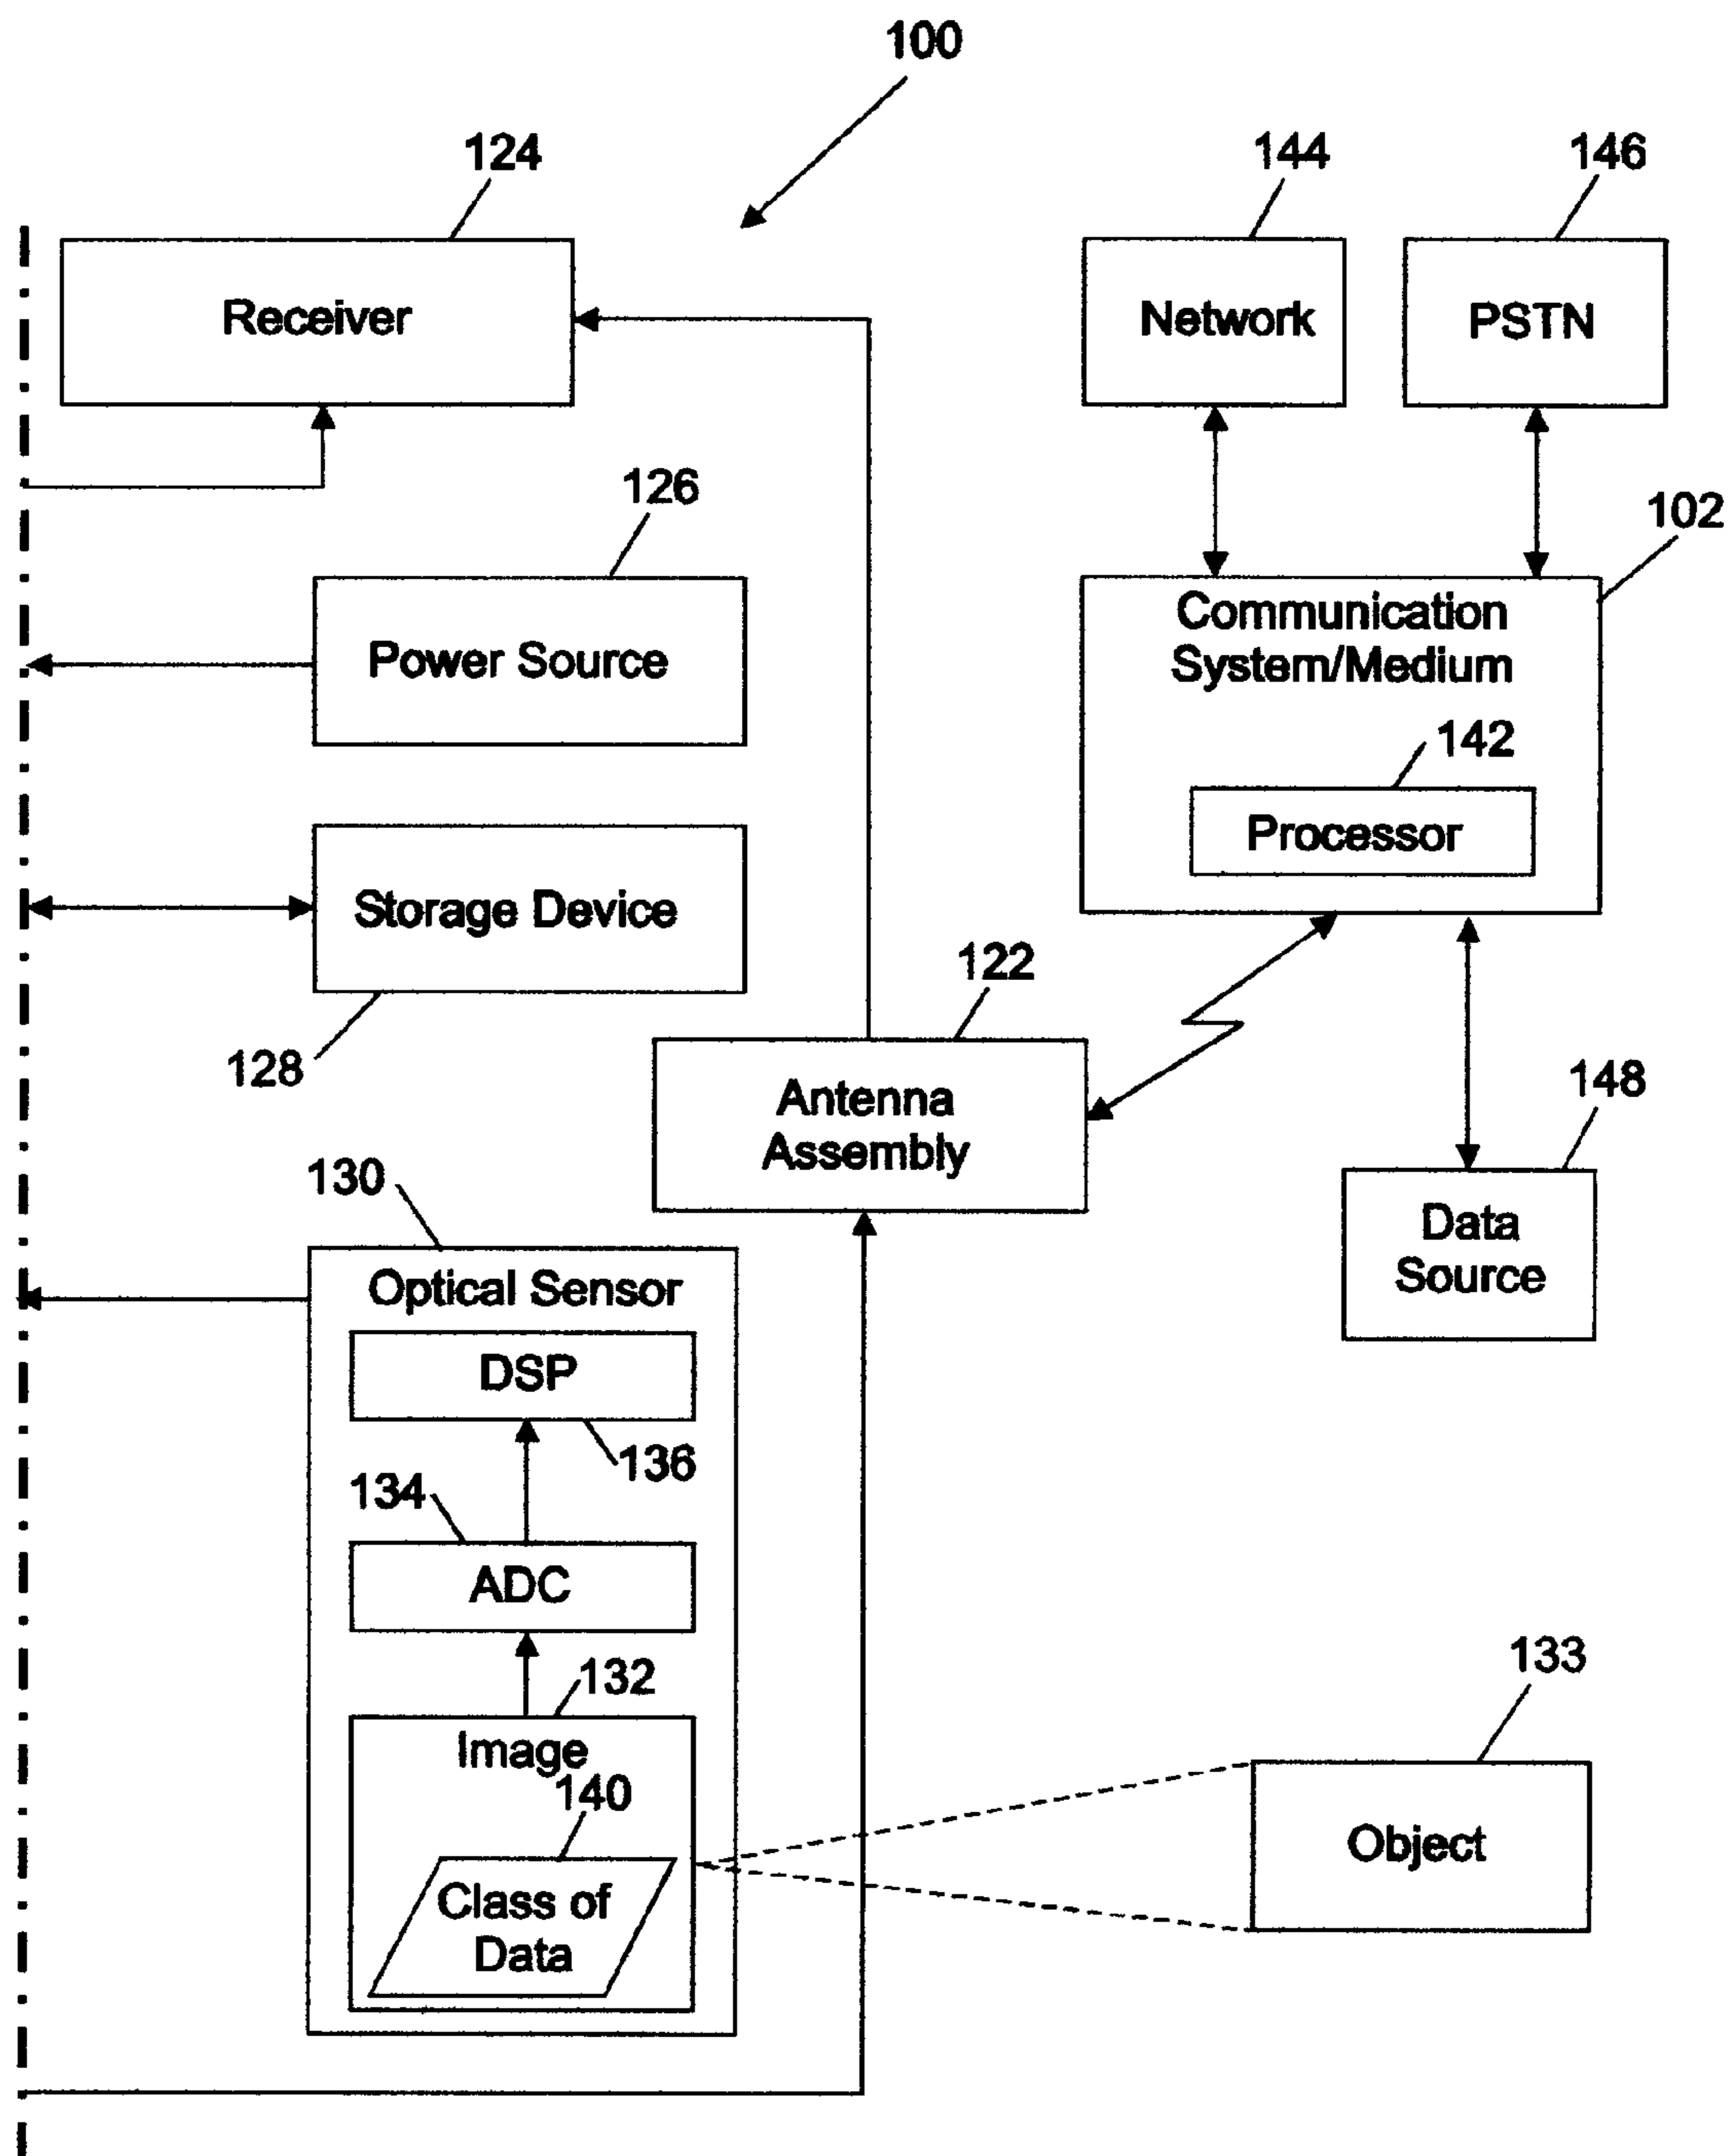 100
124
144
146
Receiver
Network
PSTN
126
102
Power Source
Communication
System/Medium
142
Processor
Storage Device
128
122
Antenna
Assembly
148
Data
Source
130
Optical Sensor
DSP
136
134
ADC
132
Image
140
Class of
Data
133
Object